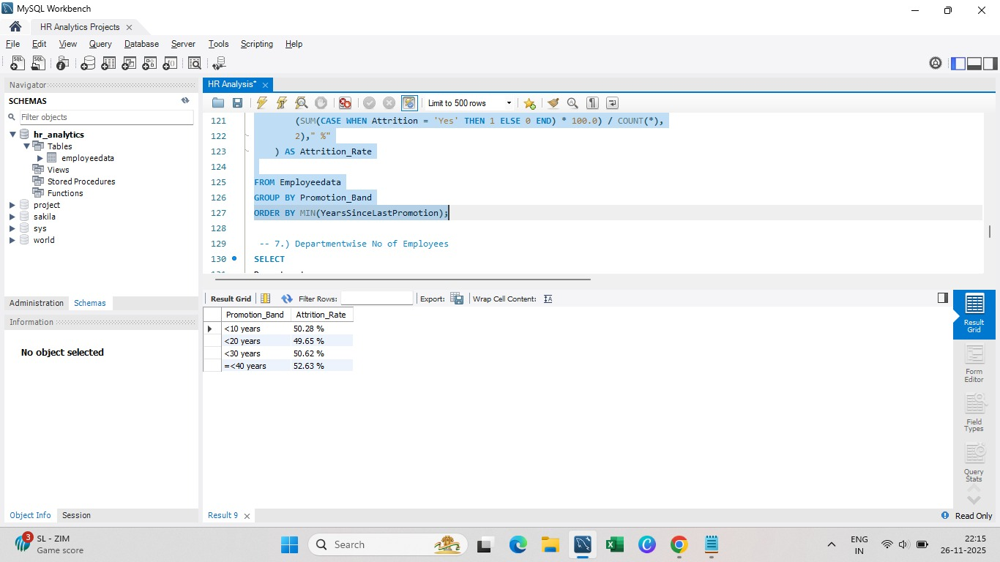 MySQL Workbench
HR Analytics Projects
File Edit View Query Database Server Tools Scripting Help
Navigator
SCHEMAS
Filter objects
hr_analytics
Tables
employeedata
Views
Stored Procedures
Functions
project
sakila
sys
world
Administration Schemas
Information
No object selected
Object Info Session
HR Analysis*
Limit to 500 rows
121 (SUM(CASE WHEN Attrition = 'Yes' THEN 1 ELSE 0 END) * 100.0) / COUNT(*),
122 2)," %"
123 ) AS Attrition_Rate
124
125 FROM Employeedata
126 GROUP BY Promotion_Band
127 ORDER BY MIN(YearsSinceLastPromotion);
128
129 -- 7.) Departmentwise No of Employees
130 SELECT
Result Grid Filter Rows: Export: Wrap Cell Content:
Promotion_Band Attrition_Rate
<10 years 50.28 %
<20 years 49.65 %
<30 years 50.62 %
=<40 years 52.63 %
Result Grid
Form Editor
Field Types
Query Stats
Result 9
Read Only
3
SL - ZIM
Game score
Search
ENG
IN
22:15
26-11-2025